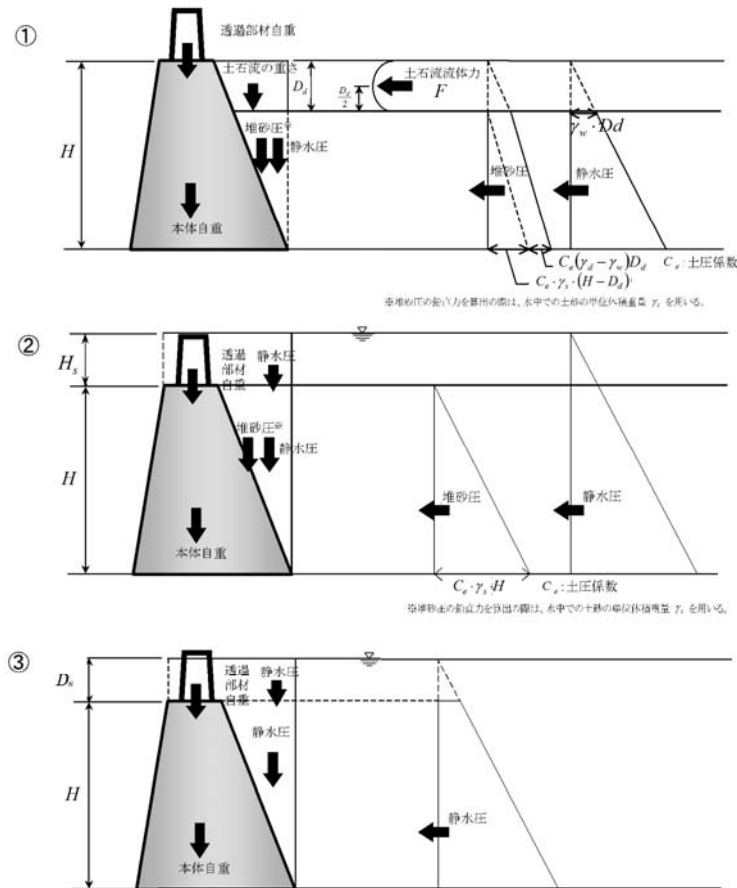 ①
透過部材自重
土石流の重さ
H
D_d
D_d/2
土石流流体力
F
堆砂圧※
静水圧
本体自重
堆砂圧
静水圧
γ_w・Dd
C_e(γ_d－γ_w)D_d
C_e：土圧係数
C_e・γ_s・(H－D_d)
※堆砂圧の鉛直力を算出の際は、水中での土砂の単位体積重量 γ_s を用いる。
②
H_s
透過
部材
自重
静水圧
堆砂圧※
静水圧
H
本体自重
堆砂圧
静水圧
C_e・γ_s・H
C_e：土圧係数
※堆砂圧の鉛直力を算出の際は、水中での土砂の単位体積重量 γ_s を用いる。
③
D_s
透過
部材
自重
静水圧
静水圧
H
本体自重
静水圧